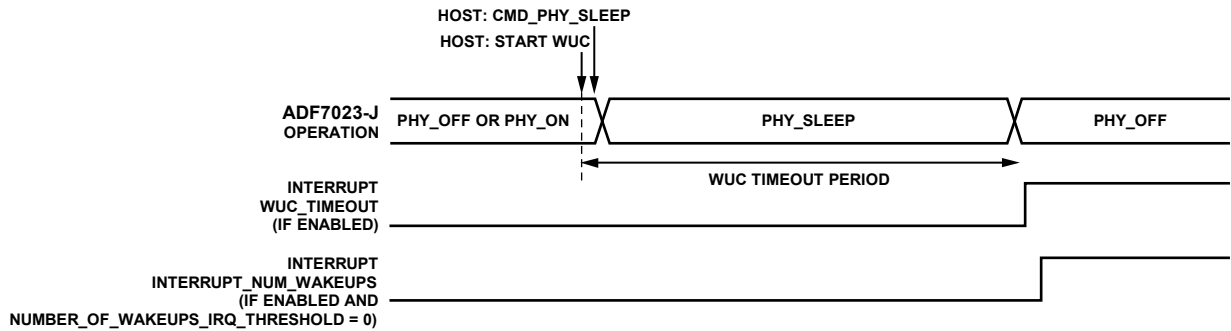 HOST: CMD_PHY_SLEEP
HOST: START WUC
ADF7023-J
OPERATION
PHY_OFF OR PHY_ON
PHY_SLEEP
PHY_OFF
WUC TIMEOUT PERIOD
INTERRUPT
WUC_TIMEOUT
(IF ENABLED)
INTERRUPT
INTERRUPT_NUM_WAKEUPS
(IF ENABLED AND
NUMBER_OF_WAKEUPS_IRQ_THRESHOLD = 0)